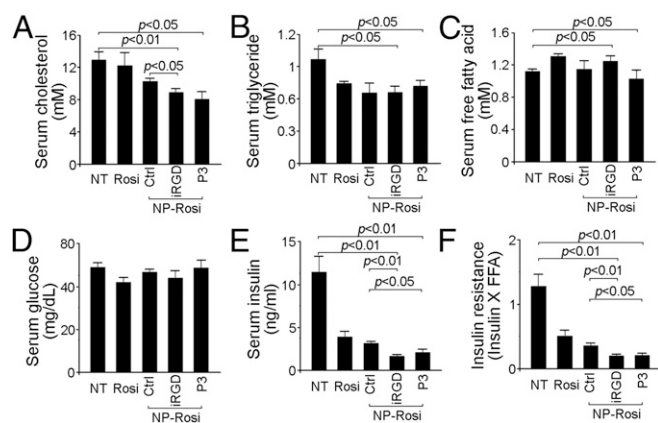 A
p<0.05
p<0.01
p<0.05
Serum cholesterol
(mM)
16
12
8
4
0
NT Rosi Ctrl iRGD P3
NP-Rosi
B
p<0.05
p<0.05
Serum triglyceride
(mM)
1.2
1
0.6
0.3
0
NT Rosi Ctrl iRGD P3
NP-Rosi
C
p<0.05
p<0.05
Serum free fatty acid
(mM)
1.6
1.2
0.8
0.4
0
NT Rosi Ctrl iRGD P3
NP-Rosi
D
Serum glucose
(mg/dL)
80
60
40
20
0
NT Rosi Ctrl iRGD P3
NP-Rosi
E
p<0.01
p<0.01
p<0.01
p<0.05
Serum insulin
(ng/ml)
15
10
5
2.5
0
NT Rosi Ctrl iRGD P3
NP-Rosi
F
p<0.01
p<0.01
p<0.01
p<0.05
Insulin resistance
(Insulin X FFA)
2
1
0
NT Rosi Ctrl iRGD P3
NP-Rosi